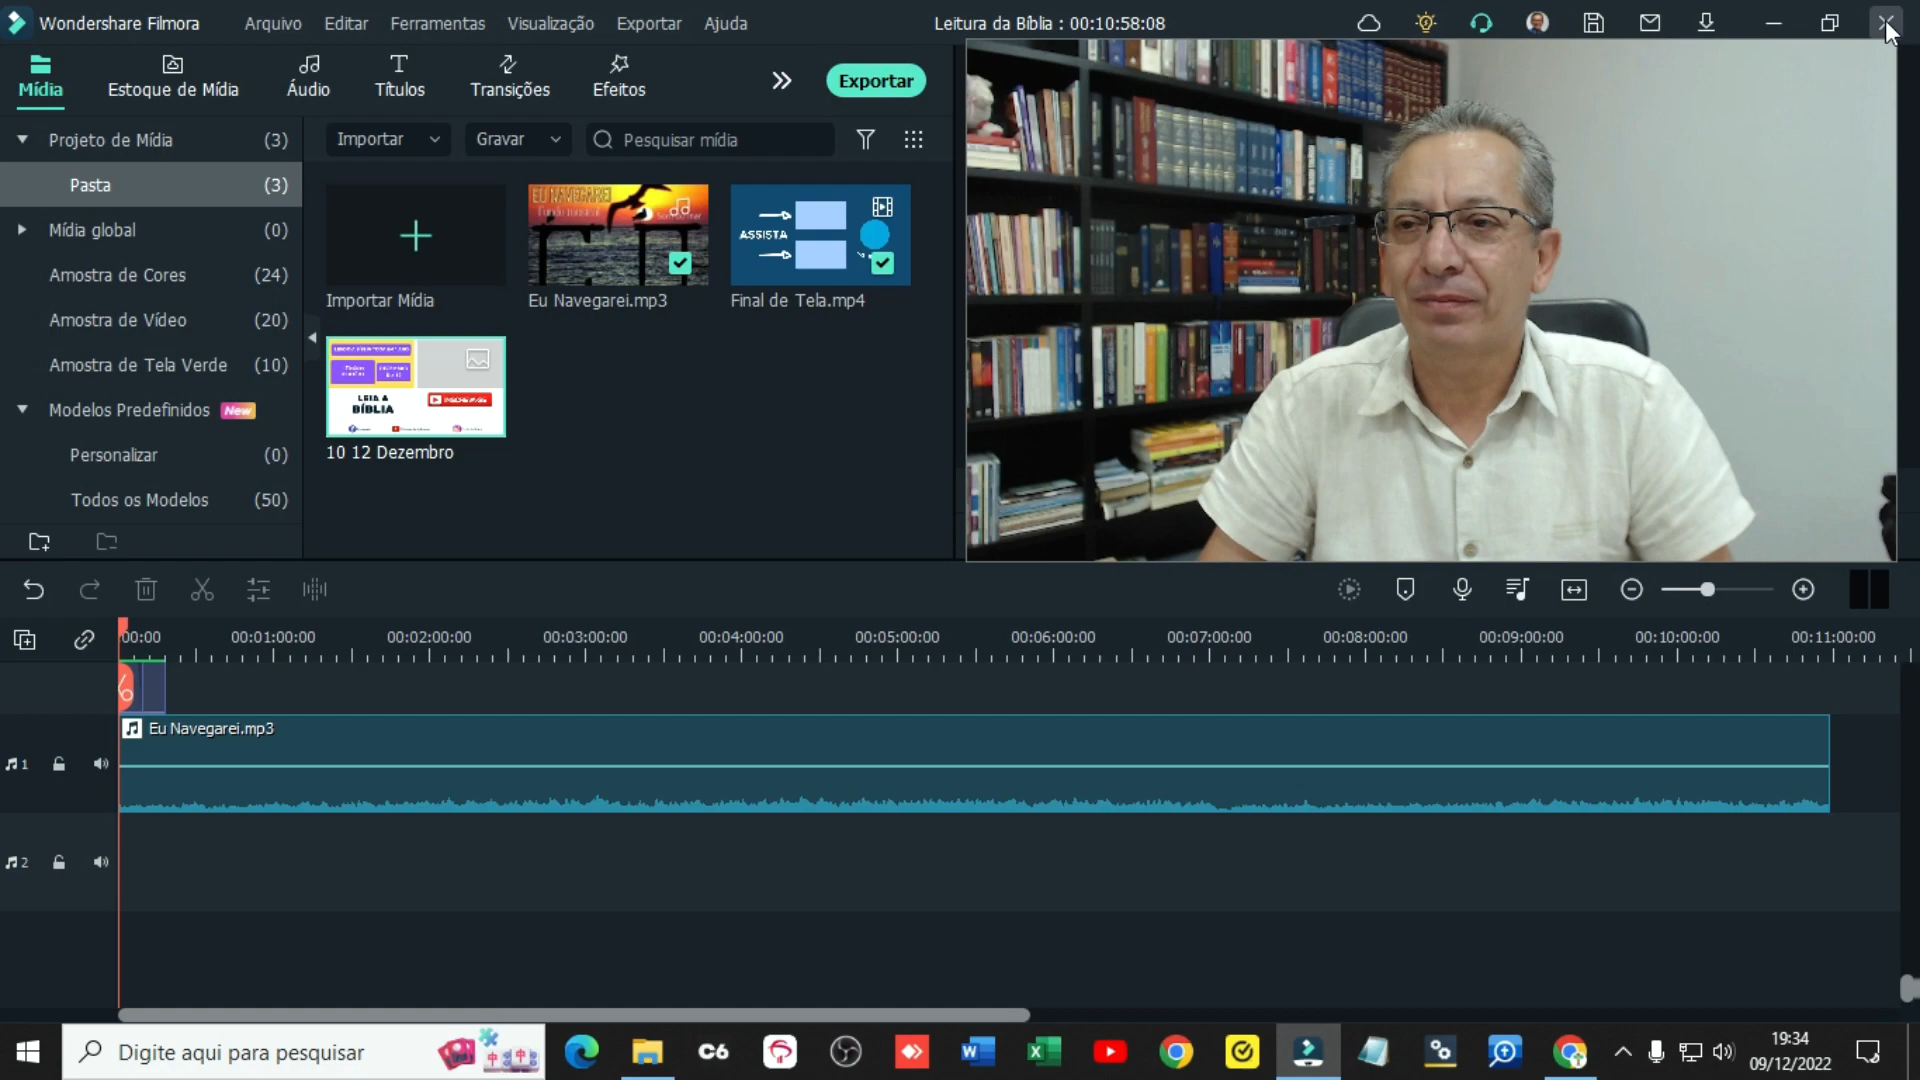 Wondershare Filmora
Arquivo
Editar
Ferramentas
Visualização
Exportar
Ajuda
Leitura da Bíblia : 00:10:58:08
Mídia
Estoque de Mídia
Áudio
Títulos
Transições
Efeitos
Exportar
Projeto de Mídia (3)
Pasta (3)
Mídia global (0)
Amostra de Cores (24)
Amostra de Vídeo (20)
Amostra de Tela Verde (10)
Modelos Predefinidos New
Personalizar (0)
Todos os Modelos (50)
Importar
Gravar
Pesquisar mídia
Importar Mídia
EU NAVEGAREI
Fundo musical
Eu Navegarei.mp3
ASSISTA
Final de Tela.mp4
LEIA A
BÍBLIA
10 12 Dezembro
00:00
00:01:00:00
00:02:00:00
00:03:00:00
00:04:00:00
00:05:00:00
00:06:00:00
00:07:00:00
00:08:00:00
00:09:00:00
00:10:00:00
00:11:00:00
Eu Navegarei.mp3
1
2
Digite aqui para pesquisar
19:34
09/12/2022